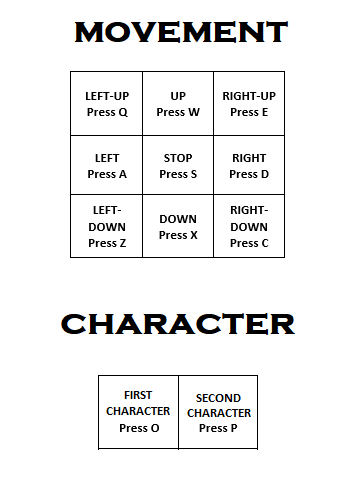 MOVEMENT
LEFT-UP
Press Q
UP
Press W
RIGHT-UP
Press E
LEFT
Press A
STOP
Press S
RIGHT
Press D
LEFT-
DOWN
Press Z
DOWN
Press X
RIGHT-
DOWN
Press C
CHARACTER
FIRST
CHARACTER
Press O
SECOND
CHARACTER
Press P